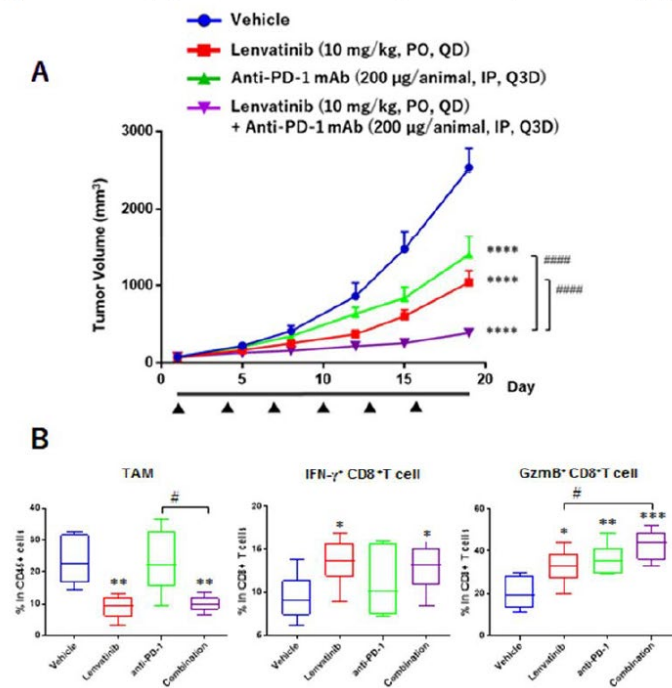 Vehicle
Lenvatinib (10 mg/kg, PO, QD)
Anti-PD-1 mAb (200 μg/animal, IP, Q3D)
Lenvatinib (10 mg/kg, PO, QD)
+ Anti-PD-1 mAb (200 μg/animal, IP, Q3D)
A
Tumor Volume (mm³)
3000
2000
1000
0
0 5 10 15 20
Day
**** ####
**** ####
****
B
TAM
% in CD45+ cells
40
30
20
10
0
#
** **
Vehicle Lenvatinib anti-PD-1 Combination
IFN-γ⁺ CD8⁺T cell
% in CD8+ T cells
20
15
10
6
* *
Vehicle Lenvatinib anti-PD-1 Combination
GzmB⁺ CD8⁺T cell
% in CD8+ T cells
60
40
20
0
#
* ** ***
Vehicle Lenvatinib anti-PD-1 Combination